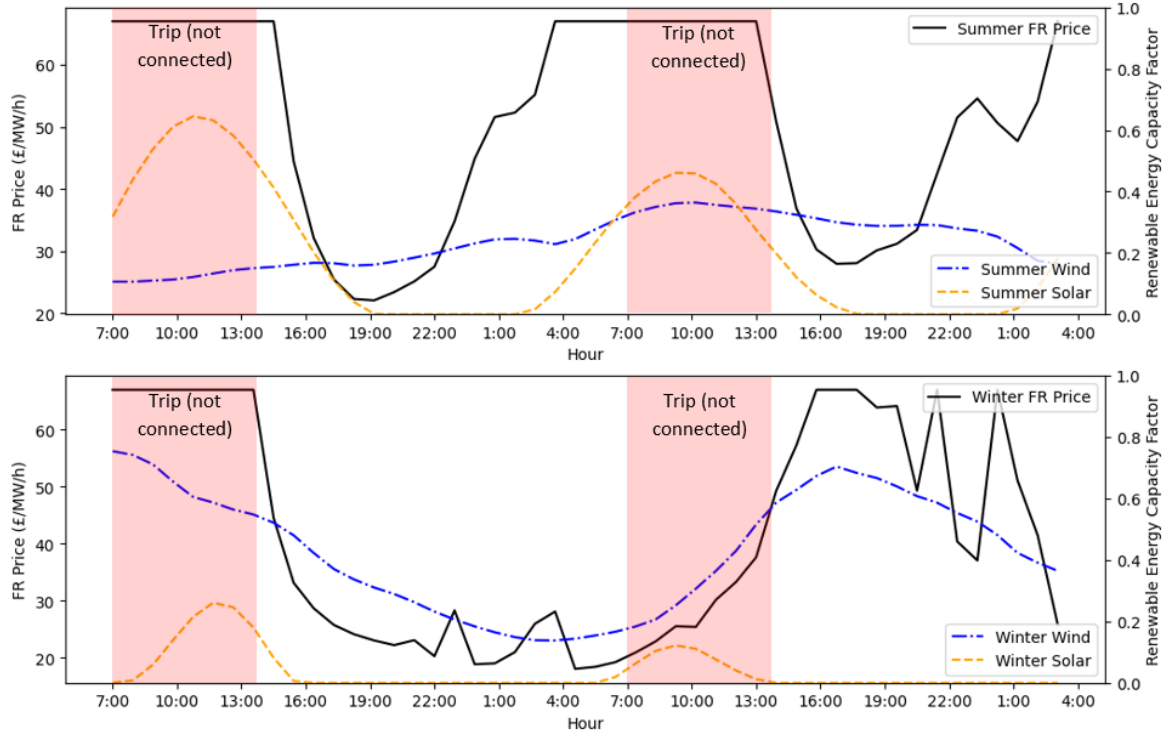 Trip (not
connected)
Trip (not
connected)
Summer FR Price
Summer Wind
Summer Solar
FR Price (£/MW/h)
60
50
40
30
20
Renewable Energy Capacity Factor
1.0
0.8
0.6
0.4
0.2
0.0
7:00 10:00 13:00 16:00 19:00 22:00 1:00 4:00 7:00 10:00 13:00 16:00 19:00 22:00 1:00 4:00
Hour
Trip (not
connected)
Trip (not
connected)
Winter FR Price
Winter Wind
Winter Solar
FR Price (£/MW/h)
60
50
40
30
20
Renewable Energy Capacity Factor
1.0
0.8
0.6
0.4
0.2
0.0
7:00 10:00 13:00 16:00 19:00 22:00 1:00 4:00 7:00 10:00 13:00 16:00 19:00 22:00 1:00 4:00
Hour